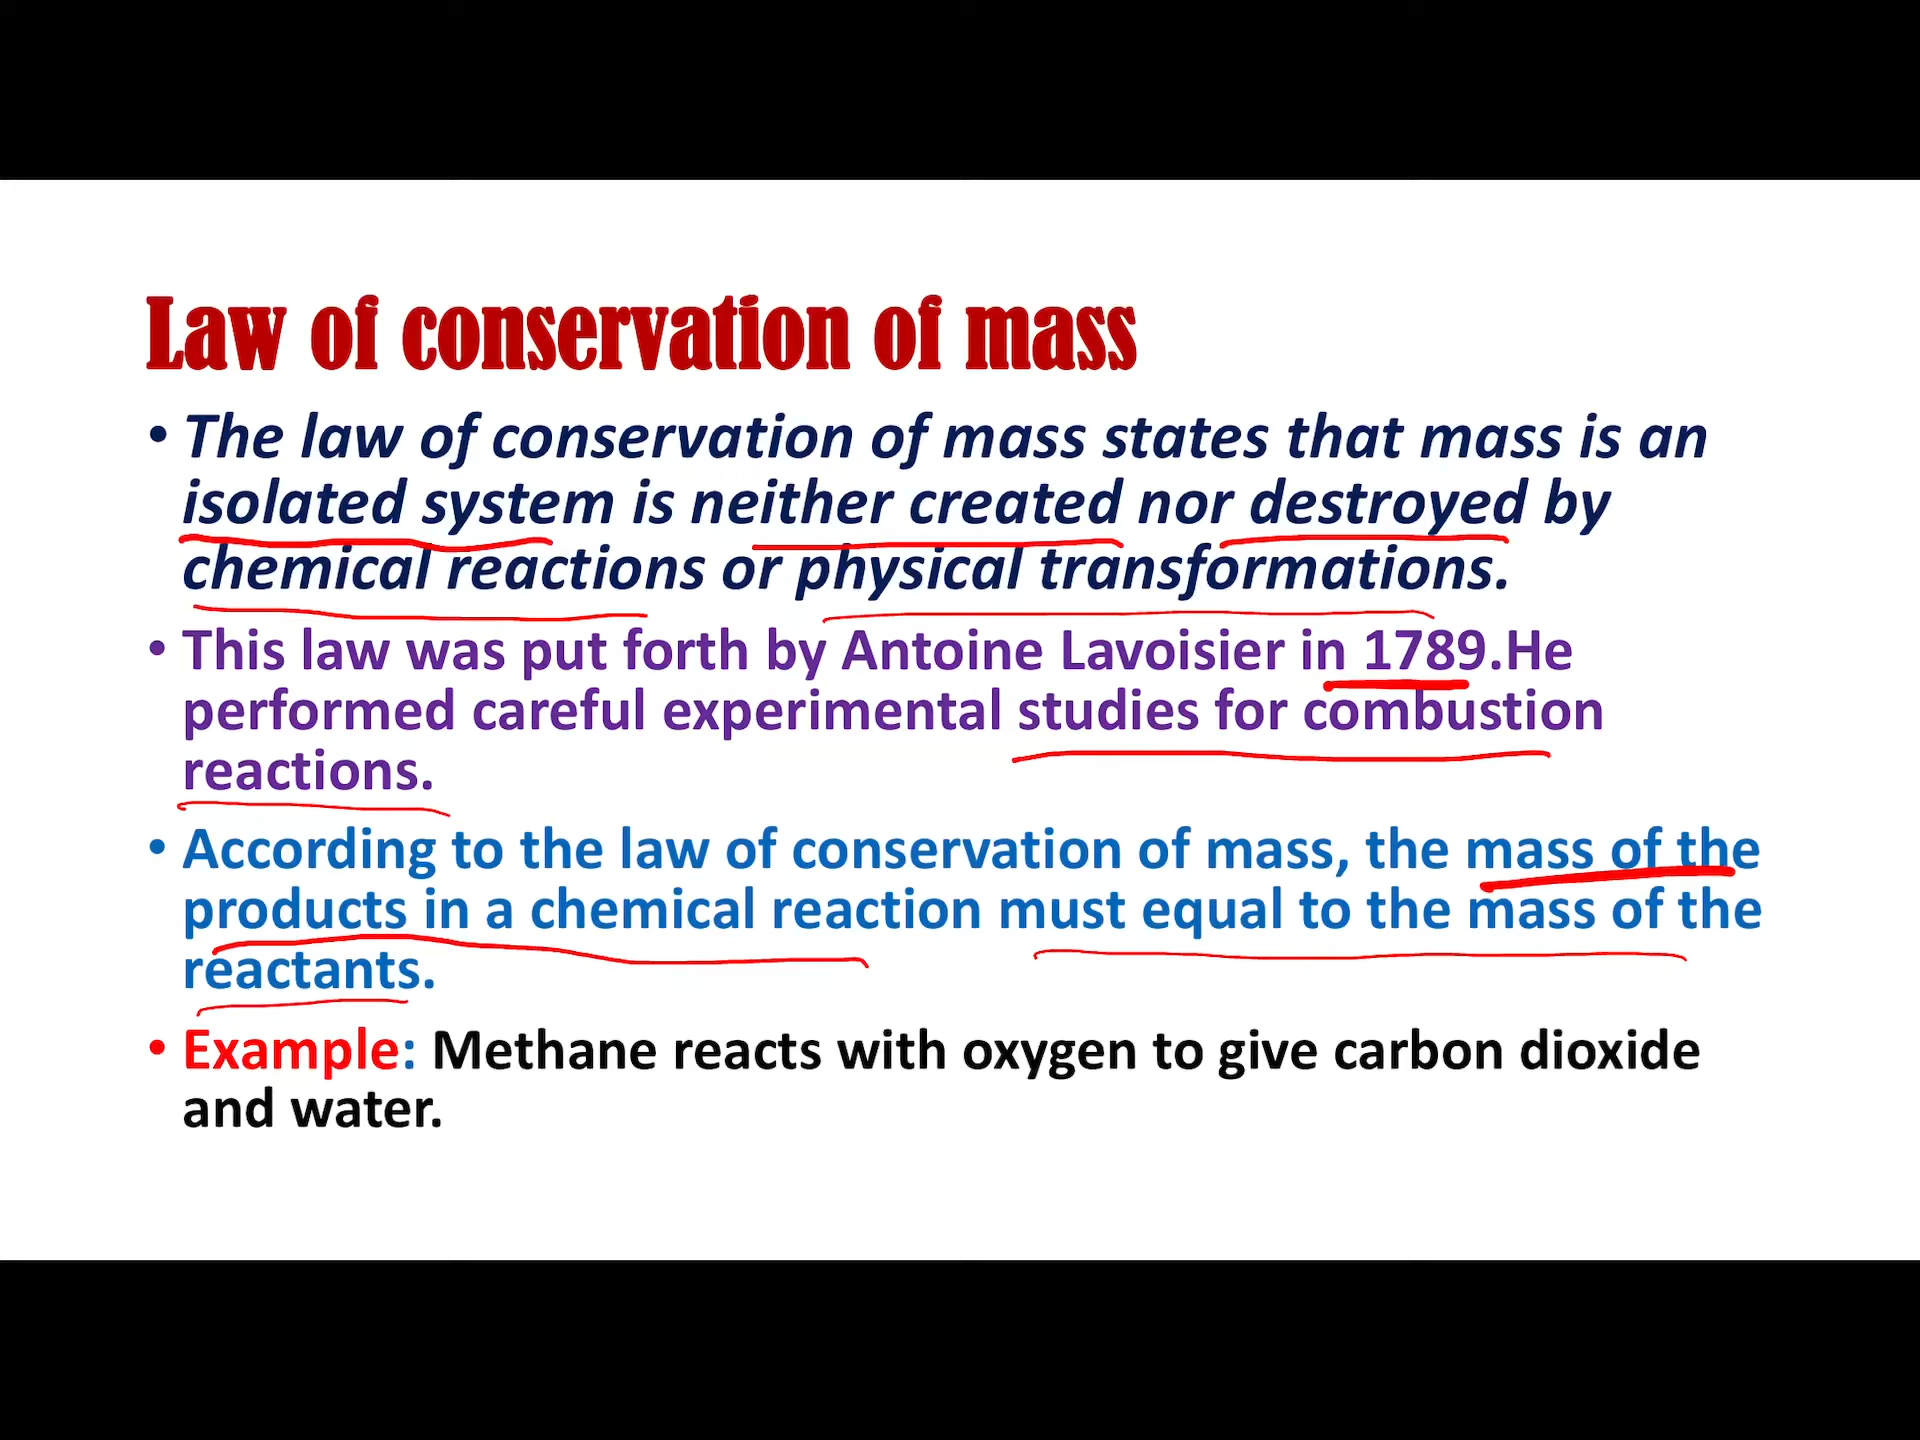 Law of conservation of mass
• The law of conservation of mass states that mass is an
isolated system is neither created nor destroyed by
chemical reactions or physical transformations.
• This law was put forth by Antoine Lavoisier in 1789.He
performed careful experimental studies for combustion
reactions.
• According to the law of conservation of mass, the mass of the
products in a chemical reaction must equal to the mass of the
reactants.
• Example: Methane reacts with oxygen to give carbon dioxide
and water.